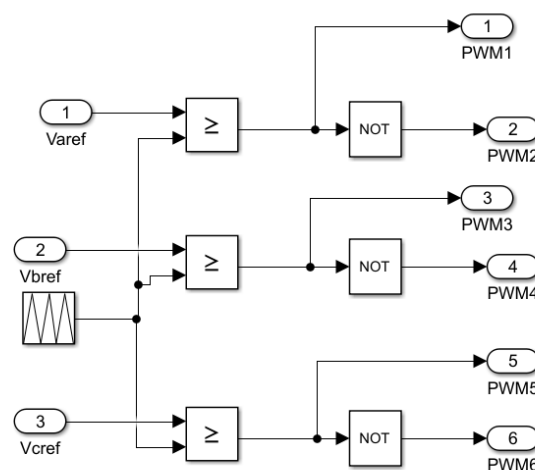 1
PWM1
1
Varef
≥
NOT
2
PWM2
3
PWM3
2
Vbref
≥
NOT
4
PWM4
5
PWM5
3
Vcref
≥
NOT
6
PWM6